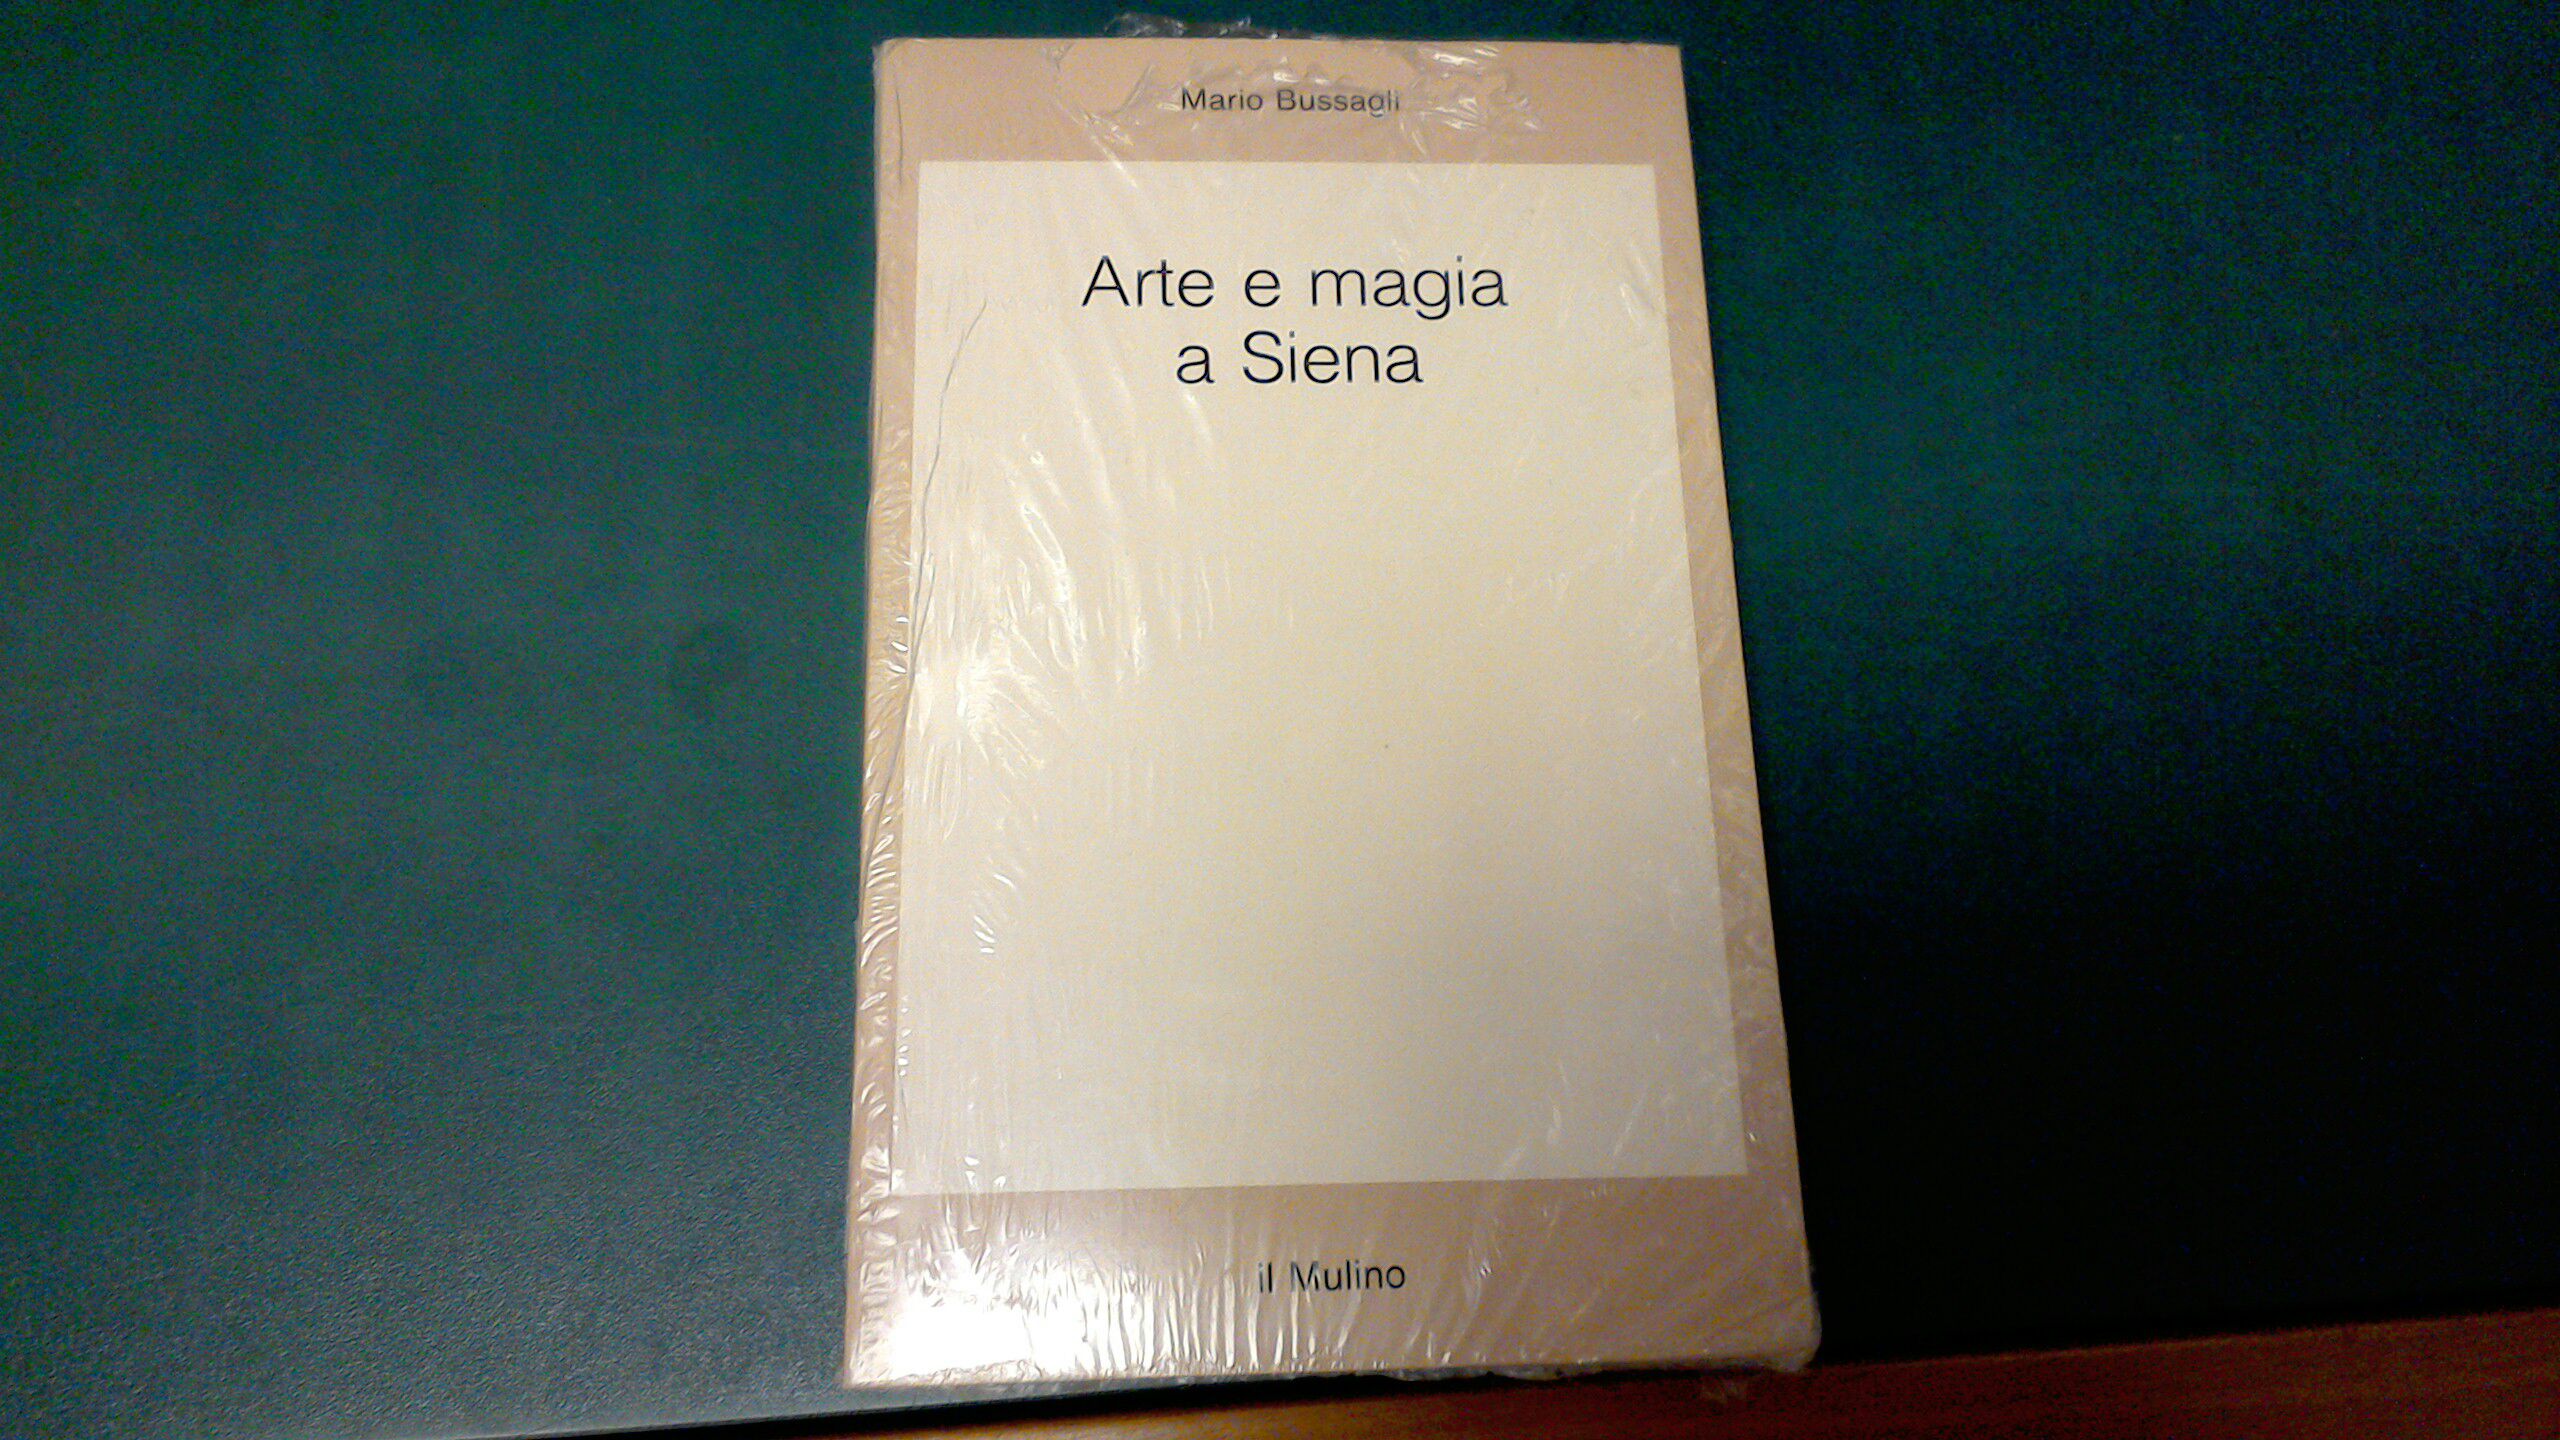 Mario Bussagli
Arte e magia
a Siena
il Mulino